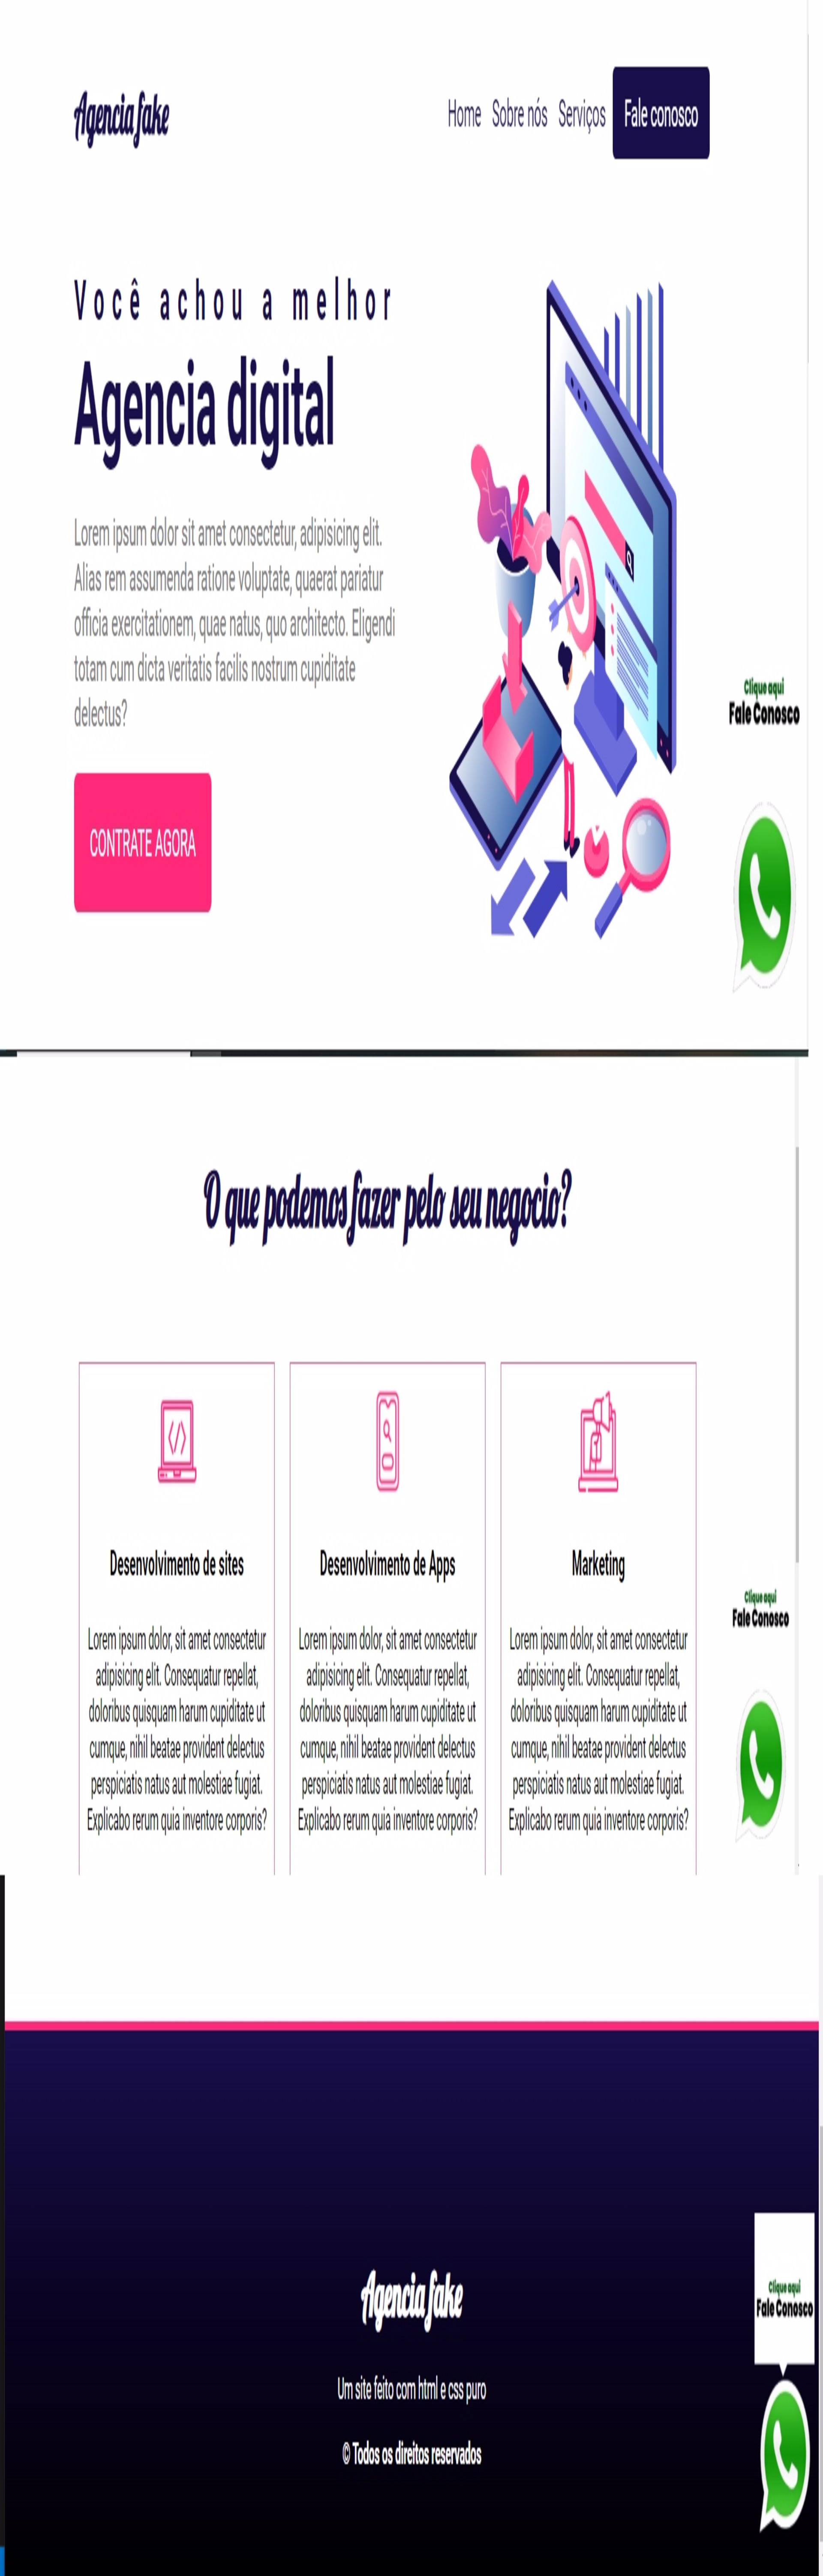 Agencia fake
Home Sobre nós Serviços Fale conosco
Você achou a melhor
Agencia digital
Lorem ipsum dolor sit amet consectetur, adipisicing elit.
Alias rem assumenda ratione voluptate, quaerat pariatur
officia exercitationem, quae natus, quo architecto. Eligendi
totam cum dicta veritatis facilis nostrum cupiditate
delectus?
CONTRATE AGORA
Clique aqui
Fale Conosco
O que podemos fazer pelo seu negocio?
Desenvolvimento de sites
Lorem ipsum dolor, sit amet consectetur
adipisicing elit. Consequatur repellat,
doloribus quisquam harum cupiditate ut
cumque, nihil beatae provident delectus
perspiciatis natus aut molestiae fugiat.
Explicabo rerum quia inventore corporis?
Desenvolvimento de Apps
Lorem ipsum dolor, sit amet consectetur
adipisicing elit. Consequatur repellat,
doloribus quisquam harum cupiditate ut
cumque, nihil beatae provident delectus
perspiciatis natus aut molestiae fugiat.
Explicabo rerum quia inventore corporis?
Marketing
Lorem ipsum dolor, sit amet consectetur
adipisicing elit. Consequatur repellat,
doloribus quisquam harum cupiditate ut
cumque, nihil beatae provident delectus
perspiciatis natus aut molestiae fugiat.
Explicabo rerum quia inventore corporis?
Clique aqui
Fale Conosco
Agencia fake
Um site feito com html e css puro
© Todos os direitos reservados
Clique aqui
Fale Conosco